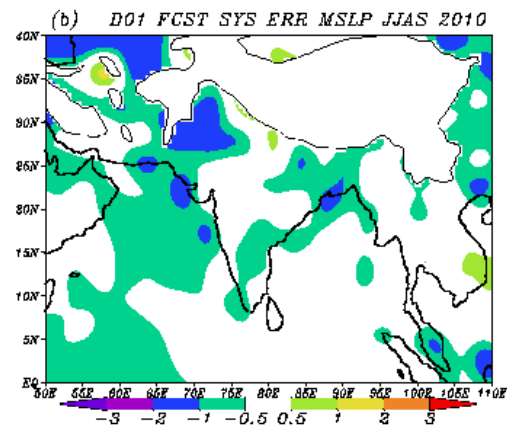 (b) D01 FCST SYS ERR MSLP JJAS 2010
40N
35N
30N
25N
20N
15N
10N
5N
EQ
50E 55E 60E 65E 70E 75E 80E 85E 90E 95E 100E 105E 110E
-3 -2 -1 -0.5 0.5 1 2 3